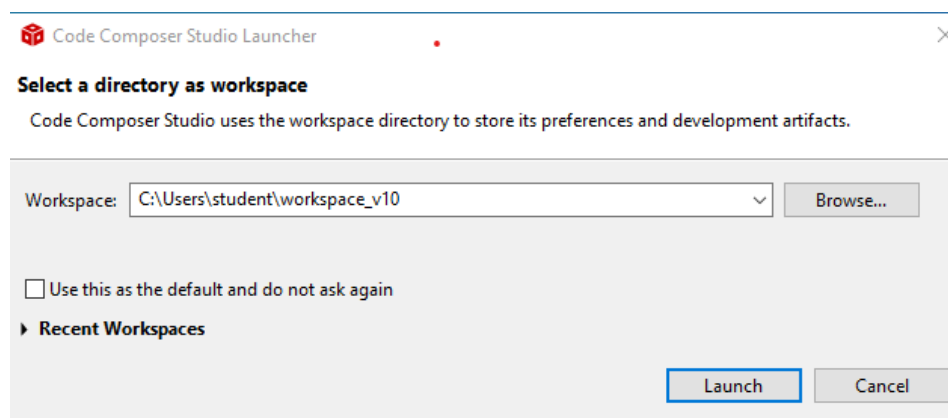 Code Composer Studio Launcher
Select a directory as workspace
Code Composer Studio uses the workspace directory to store its preferences and development artifacts.
Workspace: C:\Users\student\workspace_v10 Browse...
Use this as the default and do not ask again
Recent Workspaces
Launch Cancel